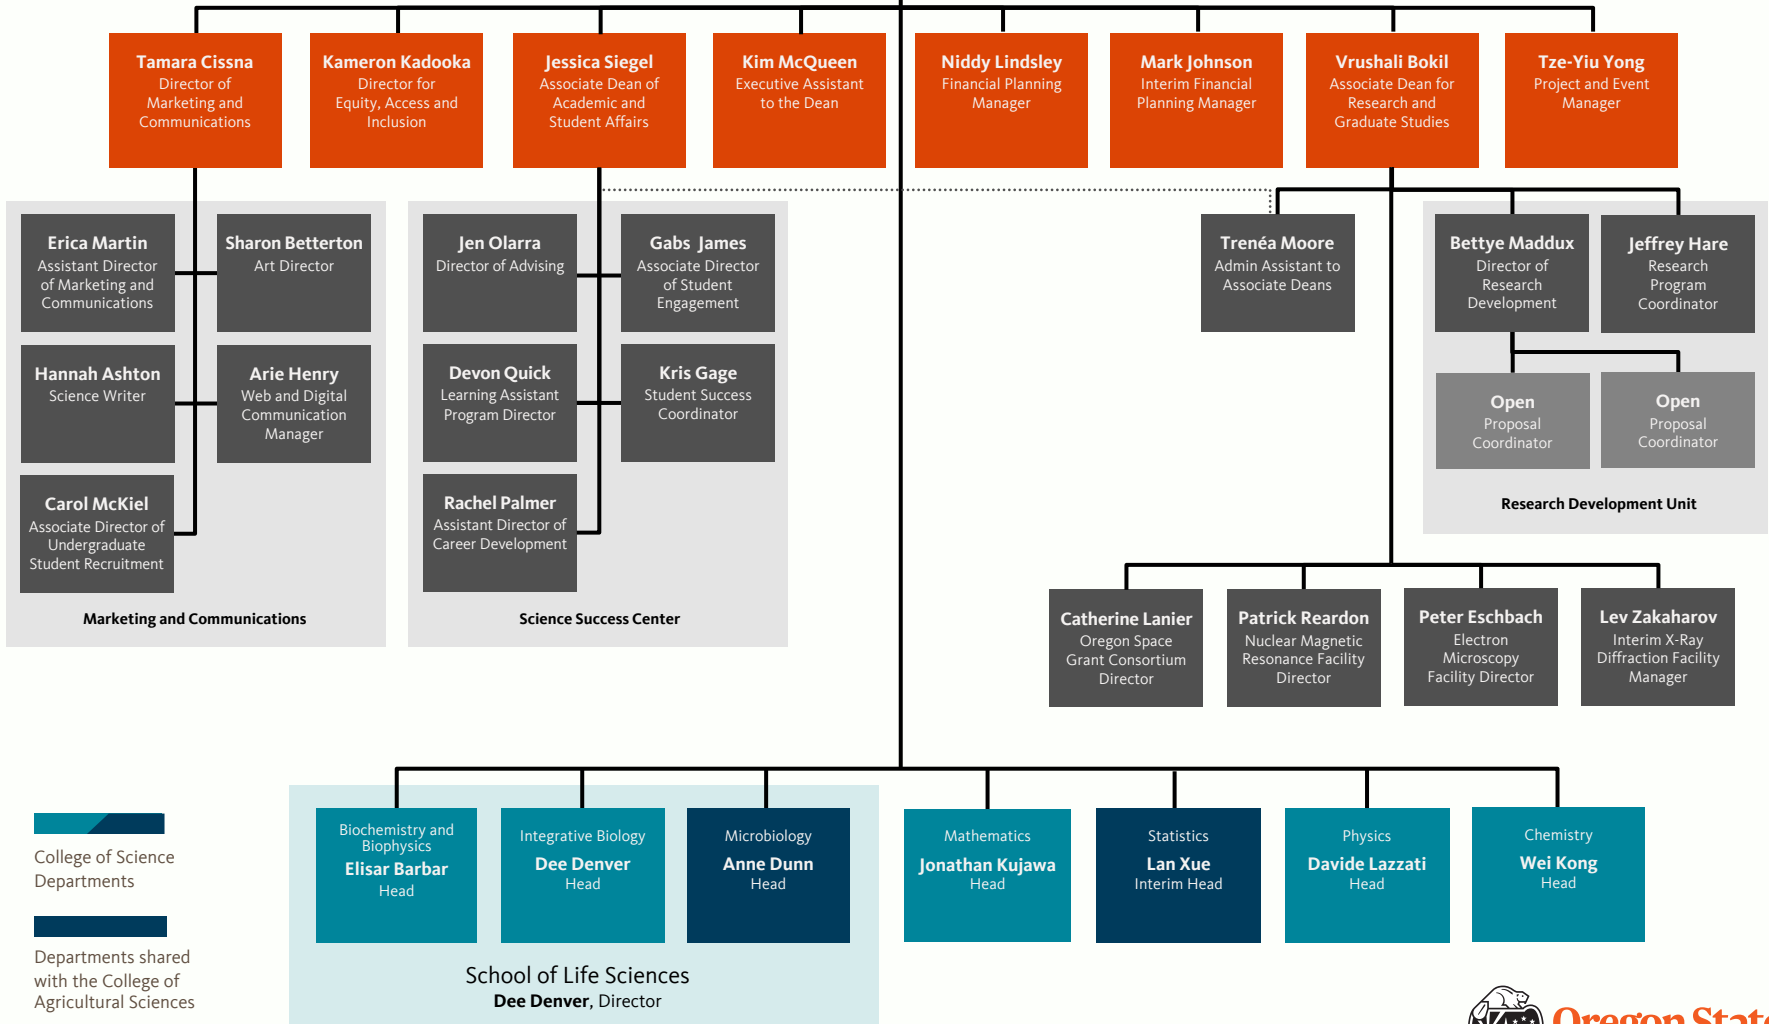 Tamara Cissna
Director of
Marketing and
Communications
Kameron Kadooka
Director for
Equity, Access and
Inclusion
Jessica Siegel
Associate Dean of
Academic and
Student Affairs
Kim McQueen
Executive Assistant
to the Dean
Niddy Lindsley
Financial Planning
Manager
Mark Johnson
Interim Financial
Planning Manager
Vrushali Bokil
Associate Dean for
Research and
Graduate Studies
Tze-Yiu Yong
Project and Event
Manager
Erica Martin
Assistant Director
of Marketing and
Communications
Sharon Betterton
Art Director
Hannah Ashton
Science Writer
Arie Henry
Web and Digital
Communication
Manager
Carol McKiel
Associate Director of
Undergraduate
Student Recruitment
Marketing and Communications
Jen Olarra
Director of Advising
Gabs James
Associate Director
of Student
Engagement
Devon Quick
Learning Assistant
Program Director
Kris Gage
Student Success
Coordinator
Rachel Palmer
Assistant Director of
Career Development
Science Success Center
Trenéa Moore
Admin Assistant to
Associate Deans
Bettye Maddux
Director of
Research
Development
Jeffrey Hare
Research
Program
Coordinator
Open
Proposal
Coordinator
Open
Proposal
Coordinator
Research Development Unit
Catherine Lanier
Oregon Space
Grant Consortium
Director
Patrick Reardon
Nuclear Magnetic
Resonance Facility
Director
Peter Eschbach
Electron
Microscopy
Facility Director
Lev Zakaharov
Interim X-Ray
Diffraction Facility
Manager
College of Science
Departments
Departments shared
with the College of
Agricultural Sciences
Biochemistry and
Biophysics
Elisar Barbar
Head
Integrative Biology
Dee Denver
Head
Microbiology
Anne Dunn
Head
School of Life Sciences
Dee Denver, Director
Mathematics
Jonathan Kujawa
Head
Statistics
Lan Xue
Interim Head
Physics
Davide Lazzati
Head
Chemistry
Wei Kong
Head
Oregon State